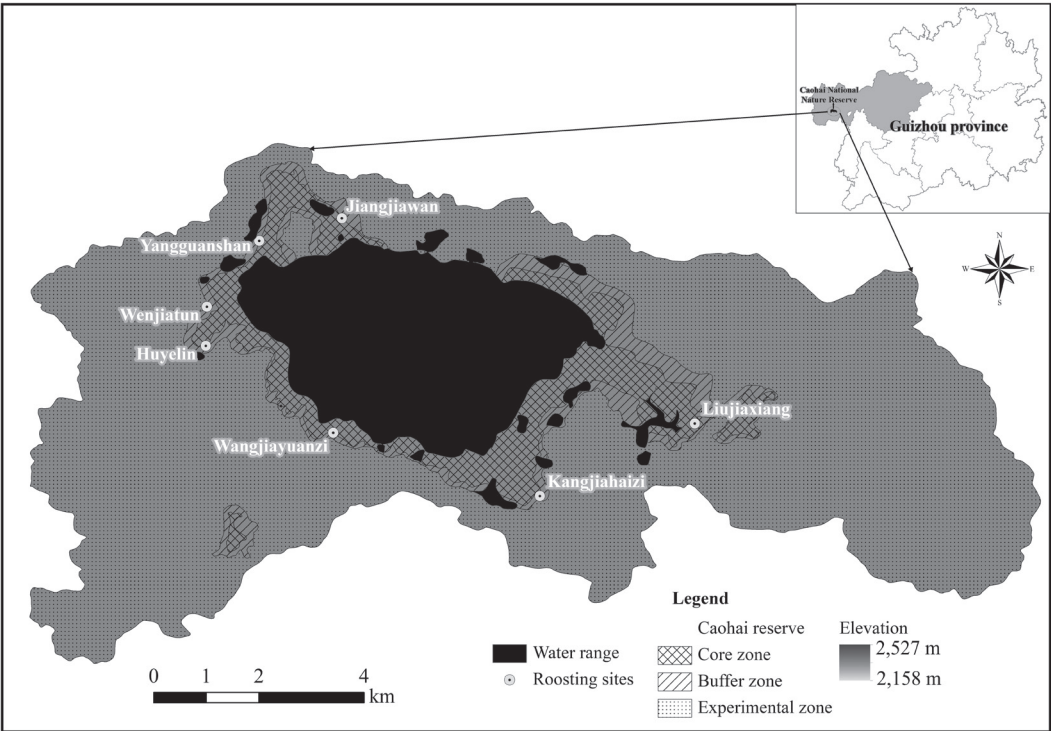 Caohai National
Nature Reserve
Guizhou province
N
W
E
S
Jiangjiawan
Yangguanshan
Wenjiatun
Huyelin
Wangjiayuanzi
Liujiaxiang
Kangjiahaizi
Legend
Caohai reserve
Elevation
Water range
Core zone
2,527 m
Roosting sites
Buffer zone
2,158 m
Experimental zone
0 1 2 4
km